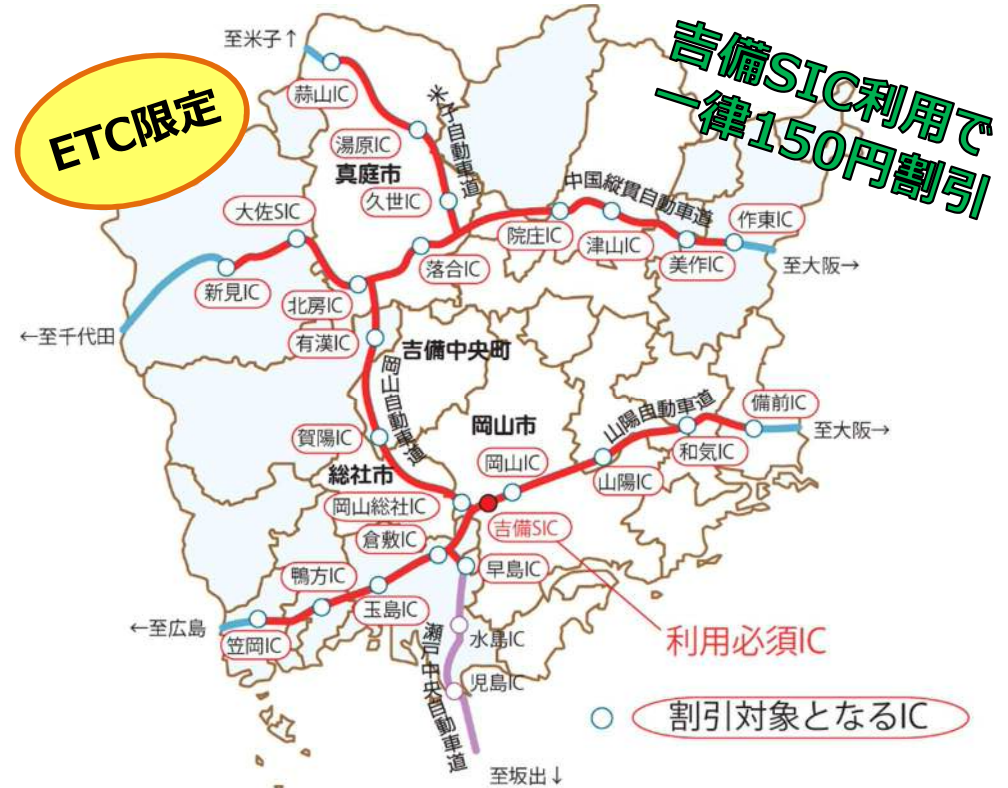 至米子↑
吉備SIC利用で
一律150円割引
ETC限定
蒜山IC
米子自動車道
湯原IC
真庭市
久世IC
中国縦貫自動車道
大佐SIC
院庄IC
津山IC
作東IC
美作IC
至大阪→
落合IC
新見IC
北房IC
←至千代田
有漢IC
吉備中央町
岡山自動車道
山陽自動車道
備前IC
岡山市
至大阪→
賀陽IC
和気IC
岡山IC
山陽IC
総社市
岡山総社IC
吉備SIC
倉敷IC
早島IC
鴨方IC
玉島IC
←至広島
笠岡IC
水島IC
利用必須IC
瀬戸中央自動車道
児島IC
割引対象となるIC
至坂出↓